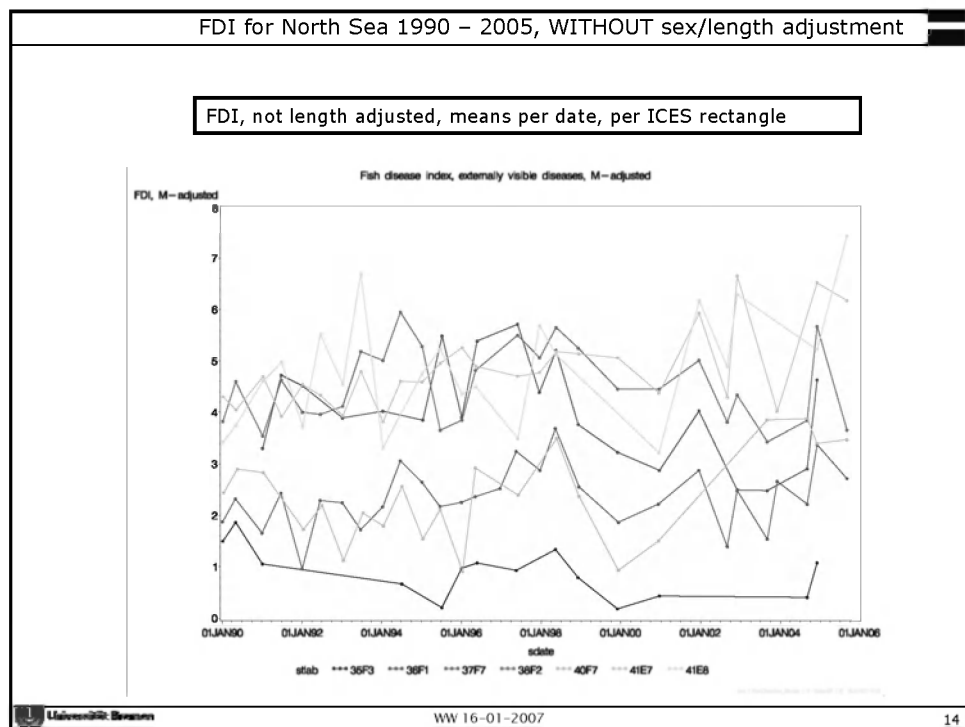 FDI for North Sea 1990 – 2005, WITHOUT sex/length adjustment
FDI, not length adjusted, means per date, per ICES rectangle
Fish disease index, externally visible diseases, M-adjusted
FDI, M-adjusted
8
7
6
5
4
3
2
1
0
01JAN90 01JAN92 01JAN94 01JAN96 01JAN98 01JAN00 01JAN02 01JAN04 01JAN06
sdate
stlab 35F3 36F1 37F7 38F2 40F7 41E7 41E8
Universität Bremen
WW 16-01-2007
14